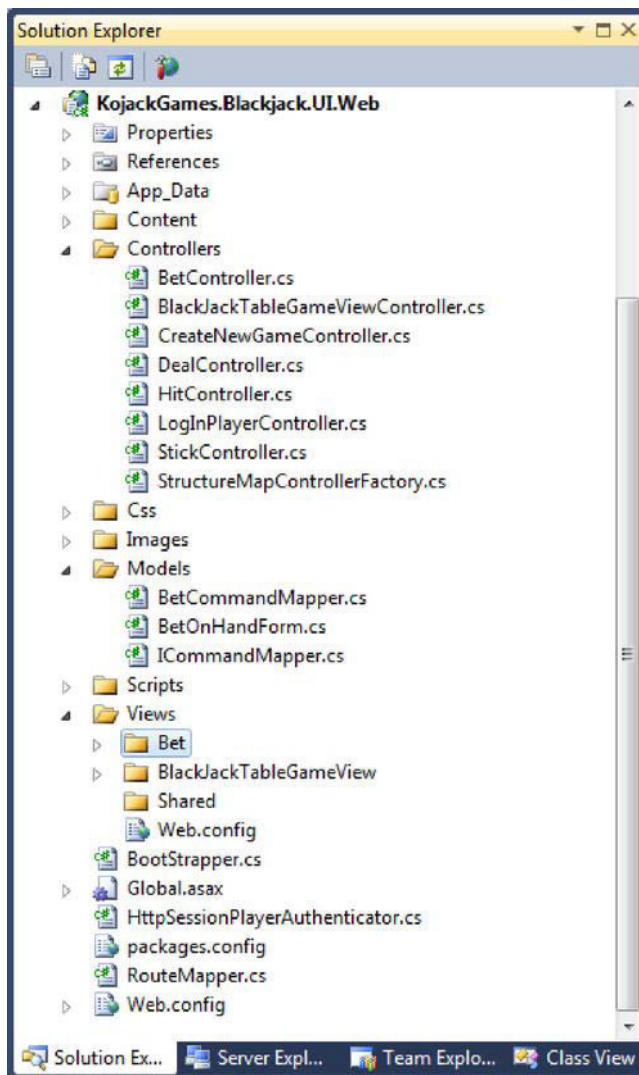 Solution Explorer
KojackGames.Blackjack.UI.Web
Properties
References
App_Data
Content
Controllers
BetController.cs
BlackJackTableGameViewController.cs
CreateNewGameController.cs
DealController.cs
HitController.cs
LogInPlayerController.cs
StickController.cs
StructureMapControllerFactory.cs
Css
Images
Models
BetCommandMapper.cs
BetOnHandForm.cs
ICommandMapper.cs
Scripts
Views
Bet
BlackJackTableGameView
Shared
Web.config
BootStrapper.cs
Global.asax
HttpSessionPlayerAuthenticator.cs
packages.config
RouteMapper.cs
Web.config
Solution Ex... Server Expl... Team Explo... Class View